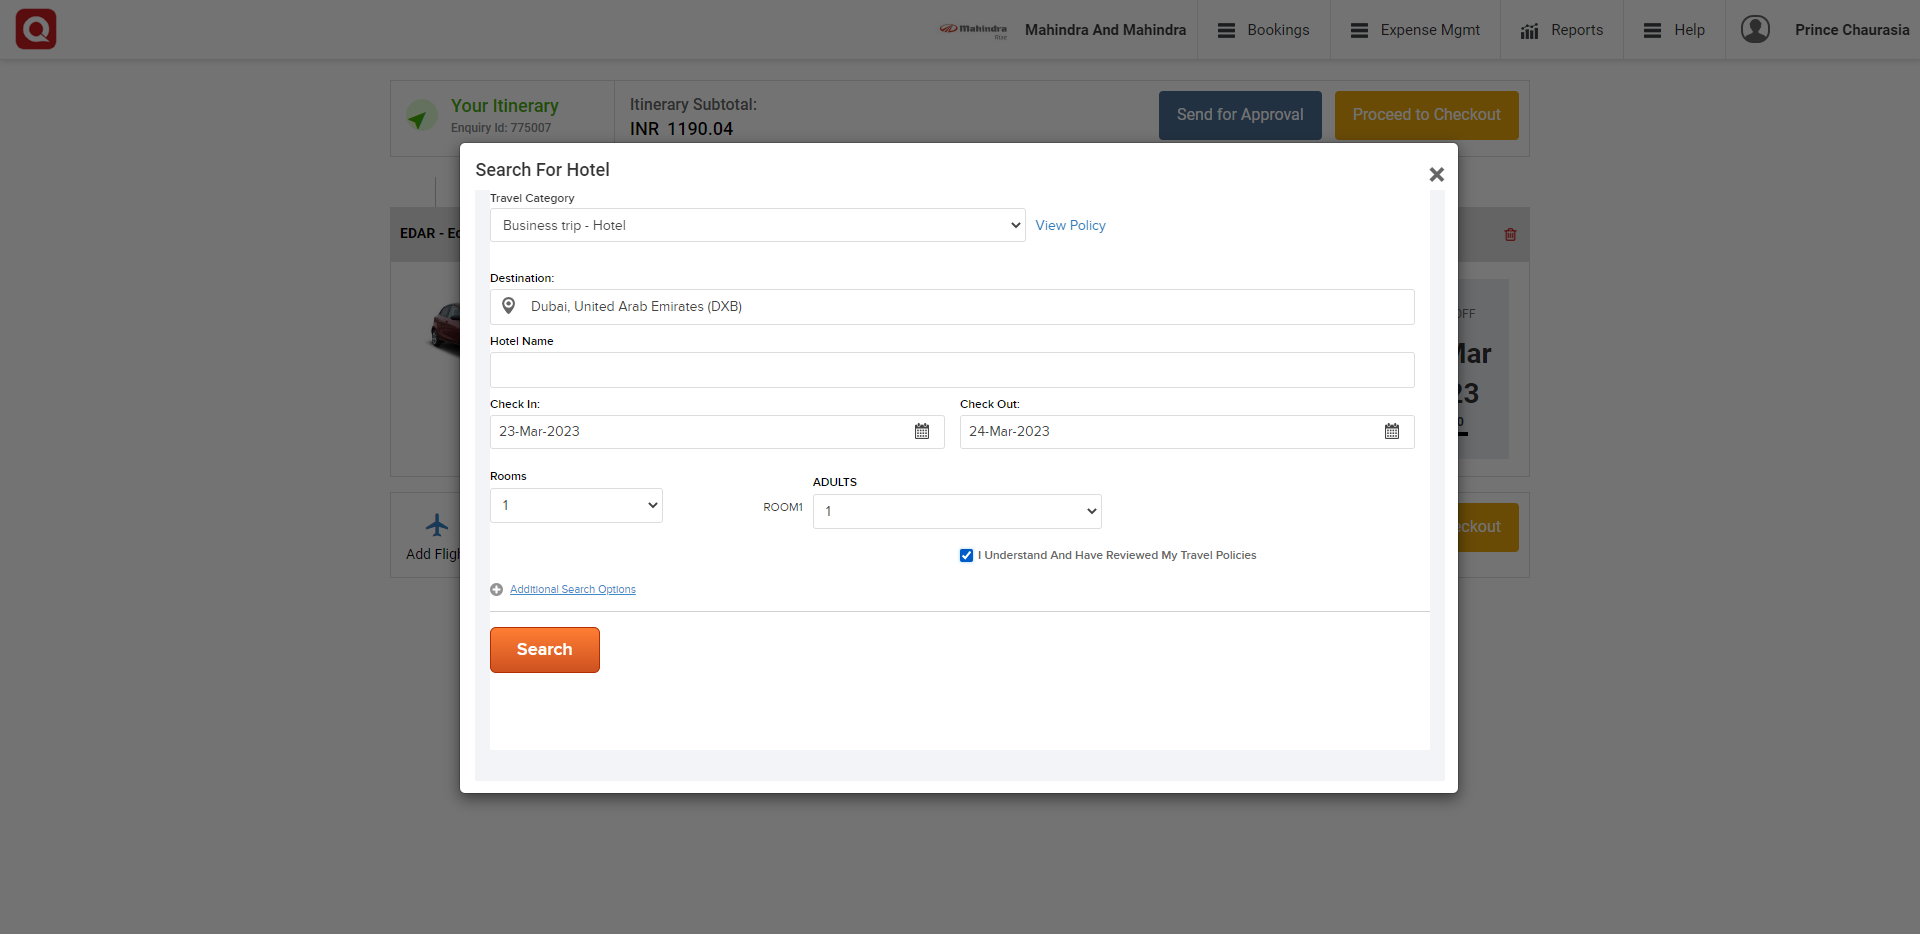 Mahindra
Rise
Mahindra And Mahindra
Bookings
Expense Mgmt
Reports
Help
Prince Chaurasia
Your Itinerary
Enquiry Id: 775007
Itinerary Subtotal:
INR 1190.04
Send for Approval
Proceed to Checkout
Search For Hotel
Travel Category
Business trip - Hotel
View Policy
EDAR -
Destination:
Dubai, United Arab Emirates (DXB)
Hotel Name
Check In:
Check Out:
23-Mar-2023
24-Mar-2023
Rooms
ADULTS
1
ROOM1
1
I Understand And Have Reviewed My Travel Policies
Additional Search Options
Search
Add